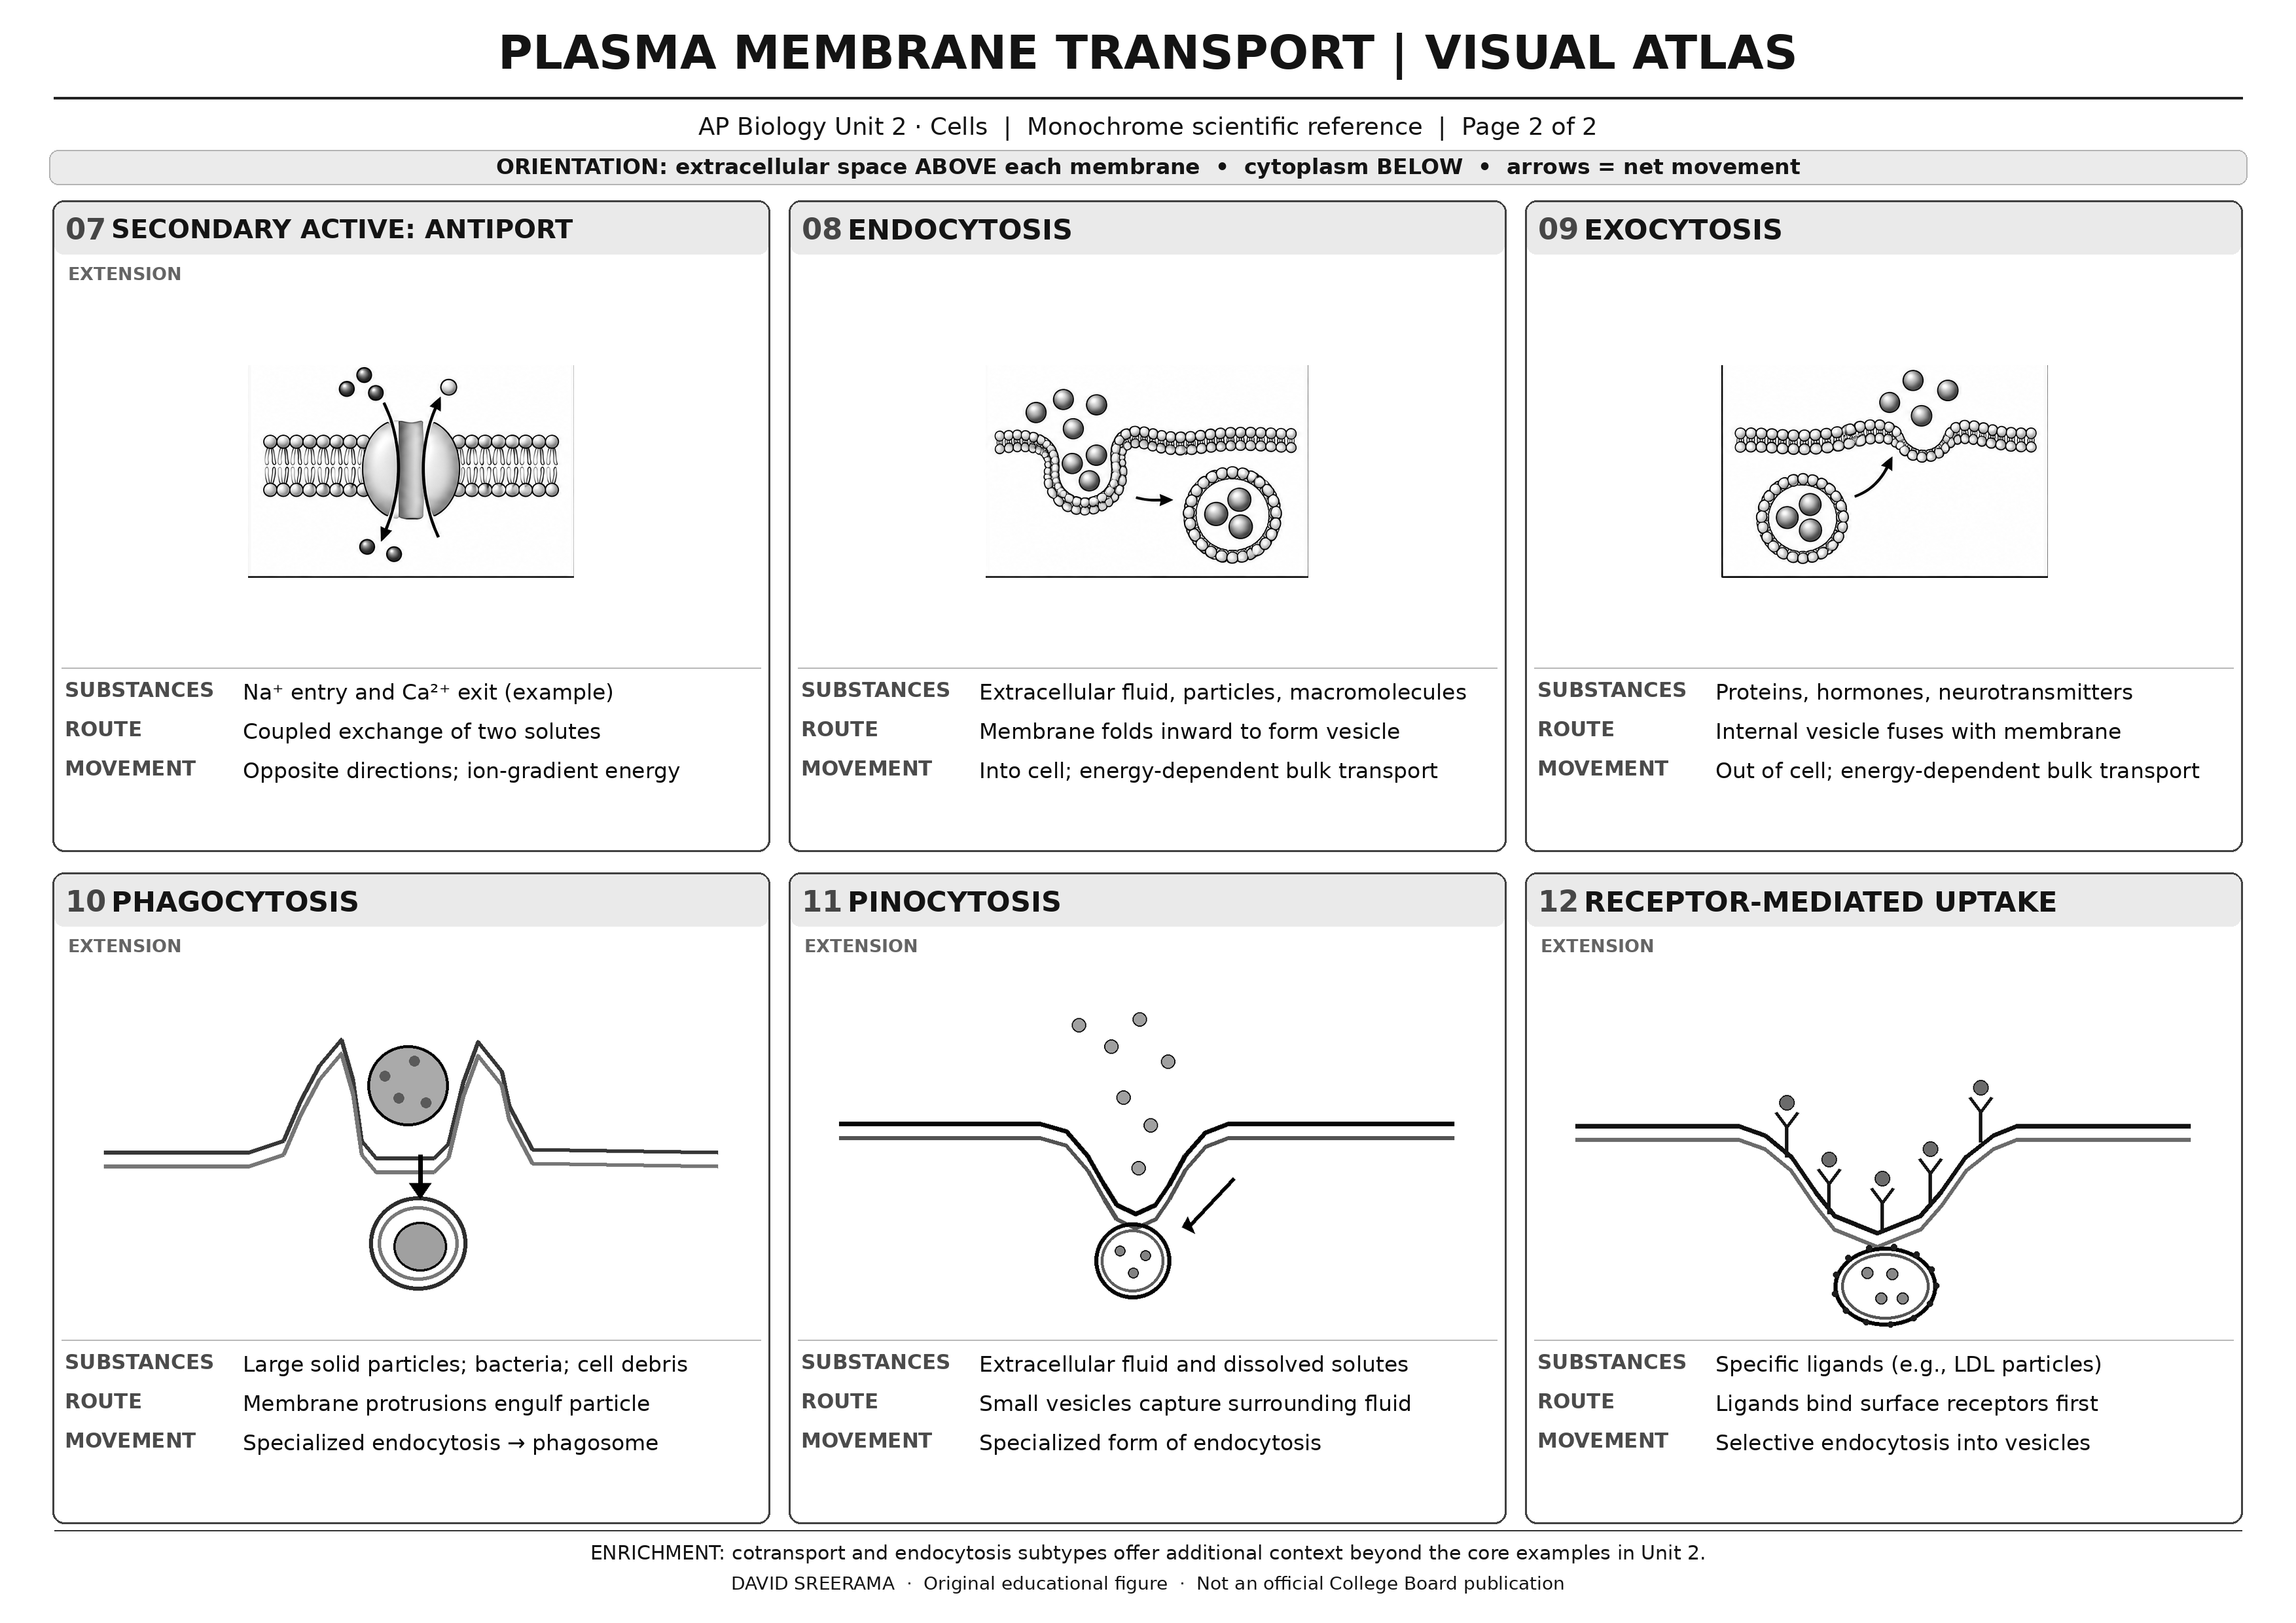 PLASMA MEMBRANE TRANSPORT | VISUAL ATLAS
AP Biology Unit 2 · Cells | Monochrome scientific reference | Page 2 of 2
ORIENTATION: extracellular space ABOVE each membrane • cytoplasm BELOW • arrows = net movement
07 SECONDARY ACTIVE: ANTIPORT
EXTENSION
SUBSTANCES Na⁺ entry and Ca²⁺ exit (example)
ROUTE Coupled exchange of two solutes
MOVEMENT Opposite directions; ion-gradient energy
08 ENDOCYTOSIS
SUBSTANCES Extracellular fluid, particles, macromolecules
ROUTE Membrane folds inward to form vesicle
MOVEMENT Into cell; energy-dependent bulk transport
09 EXOCYTOSIS
SUBSTANCES Proteins, hormones, neurotransmitters
ROUTE Internal vesicle fuses with membrane
MOVEMENT Out of cell; energy-dependent bulk transport
10 PHAGOCYTOSIS
EXTENSION
SUBSTANCES Large solid particles; bacteria; cell debris
ROUTE Membrane protrusions engulf particle
MOVEMENT Specialized endocytosis → phagosome
11 PINOCYTOSIS
EXTENSION
SUBSTANCES Extracellular fluid and dissolved solutes
ROUTE Small vesicles capture surrounding fluid
MOVEMENT Specialized form of endocytosis
12 RECEPTOR-MEDIATED UPTAKE
EXTENSION
SUBSTANCES Specific ligands (e.g., LDL particles)
ROUTE Ligands bind surface receptors first
MOVEMENT Selective endocytosis into vesicles
ENRICHMENT: cotransport and endocytosis subtypes offer additional context beyond the core examples in Unit 2.
DAVID SREERAMA · Original educational figure · Not an official College Board publication